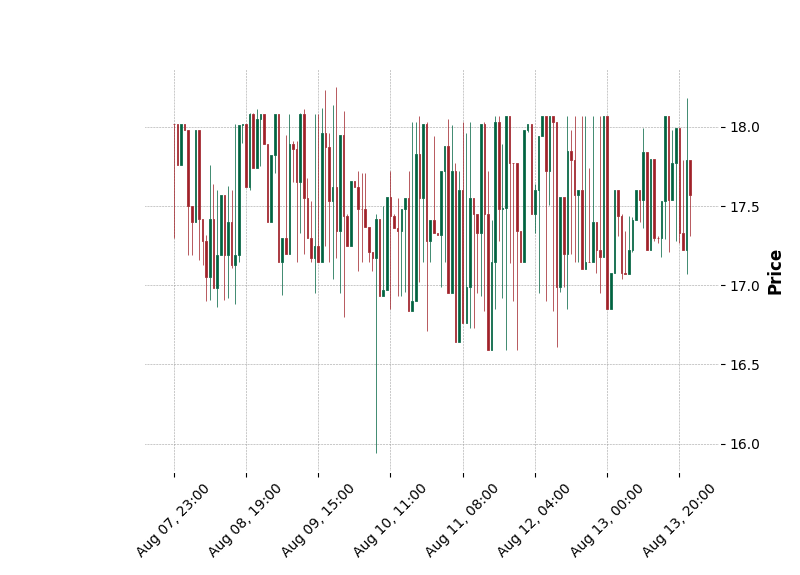 18.0
17.5
17.0
16.5
16.0
Price
Aug 07, 23:00
Aug 08, 19:00
Aug 09, 15:00
Aug 10, 11:00
Aug 11, 08:00
Aug 12, 04:00
Aug 13, 00:00
Aug 13, 20:00